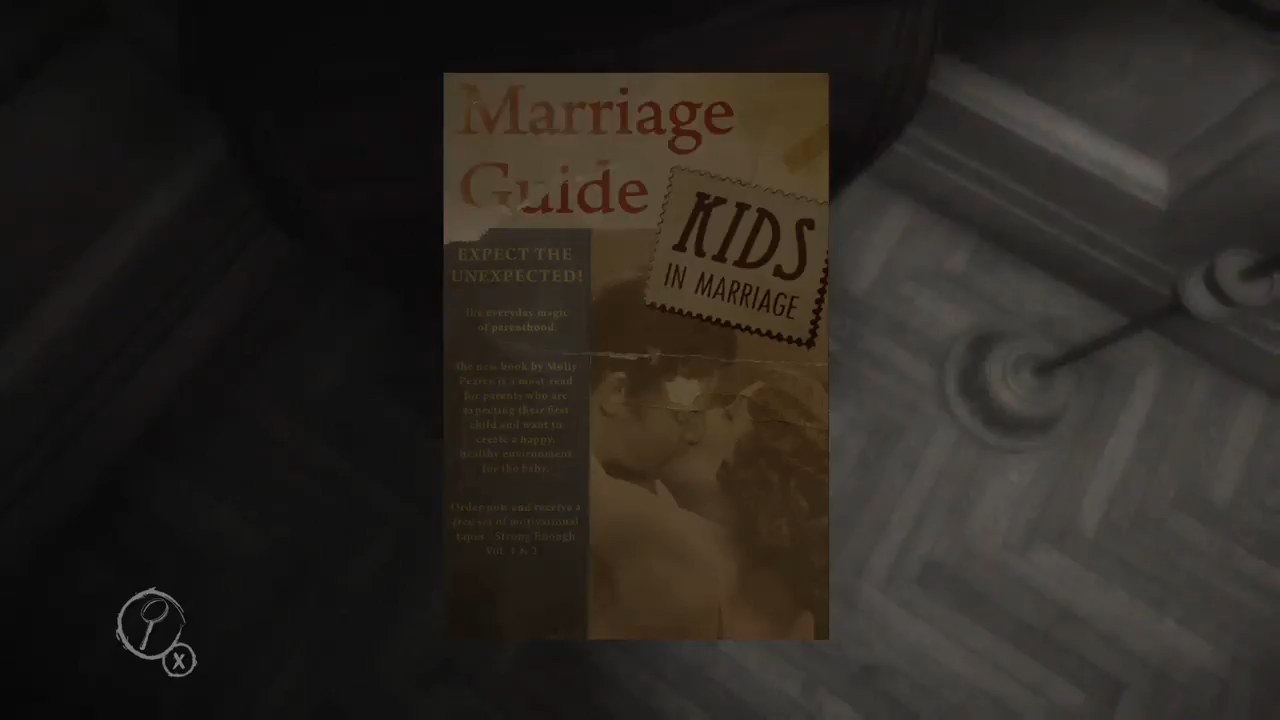 Marriage
Guide
KIDS
IN MARRIAGE
EXPECT THE
UNEXPECTED!
The everyday magic
of parenthood.
The new book by Molly
Pearce is a must-read
for parents who are
expecting their first
child and want to
create a happy,
healthy environment
for the baby.
Order now and receive a
free set of motivational
tapes - Strong Enough
Vol. 1 & 2
X